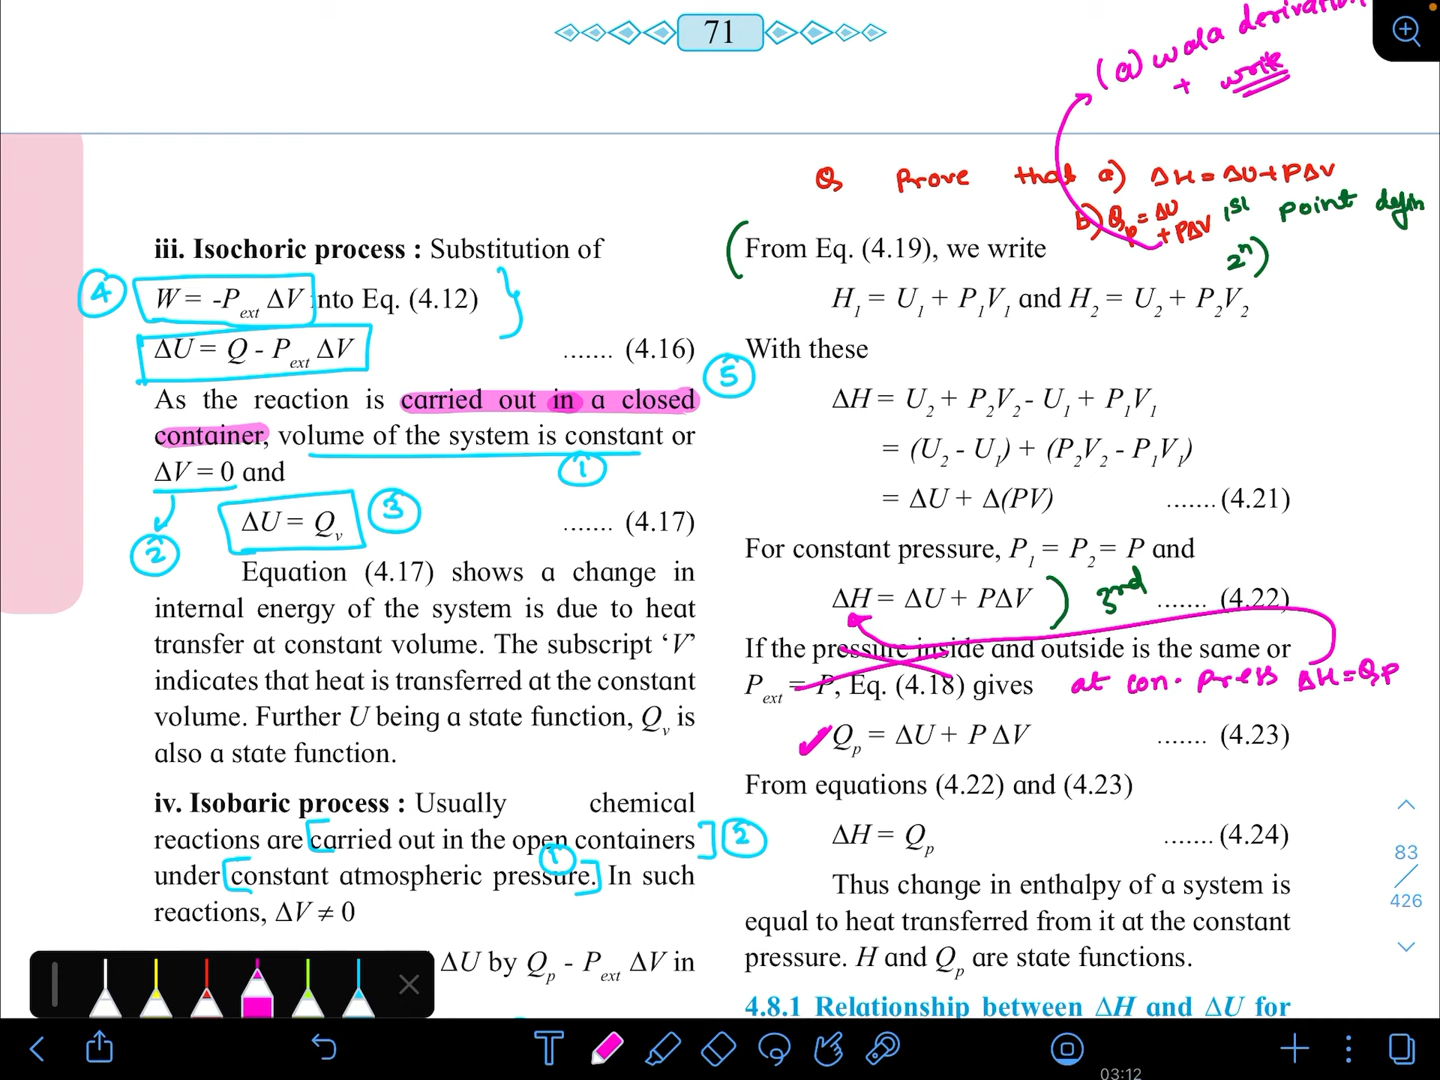 71
(a) wala derivation
+ write
Q Prove that a) ΔH = ΔU + PΔV
b) Qp = ΔU + PΔV
1st point defin
2n)
iii. Isochoric process : Substitution of
4 W = -Pext ΔV into Eq. (4.12)
ΔU = Q - Pext ΔV ....... (4.16)
As the reaction is carried out in a closed
container, volume of the system is constant or
1
ΔV = 0 and
2
ΔU = Qv 3 ....... (4.17)
Equation (4.17) shows a change in
internal energy of the system is due to heat
transfer at constant volume. The subscript ‘V’
indicates that heat is transferred at the constant
volume. Further U being a state function, Qv is
also a state function.
iv. Isobaric process : Usually chemical
reactions are carried out in the open containers 2
1
under constant atmospheric pressure. In such
reactions, ΔV ≠ 0
ΔU by Qp - Pext ΔV in
From Eq. (4.19), we write
H1 = U1 + P1V1 and H2 = U2 + P2V2
With these
5
ΔH = U2 + P2V2 - U1 + P1V1
= (U2 - U1) + (P2V2 - P1V1)
= ΔU + Δ(PV) ....... (4.21)
For constant pressure, P1 = P2 = P and
ΔH = ΔU + PΔV ) 3rd ....... (4.22)
If the pressure inside and outside is the same or
Pext = P, Eq. (4.18) gives at con. press ΔH = Qp
Qp = ΔU + P ΔV ....... (4.23)
From equations (4.22) and (4.23)
ΔH = Qp ....... (4.24)
Thus change in enthalpy of a system is
equal to heat transferred from it at the constant
pressure. H and Qp are state functions.
4.8.1 Relationship between ΔH and ΔU for
83
426
03:12